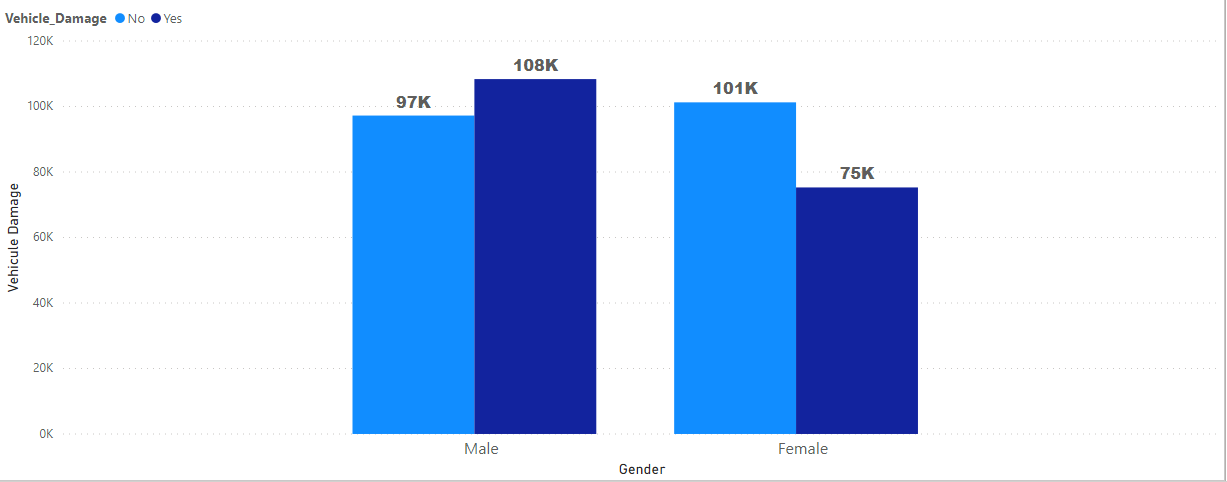 Vehicle_Damage No Yes
120K
100K
80K
60K
40K
20K
0K
Vehicule Damage
97K
108K
101K
75K
Male
Female
Gender